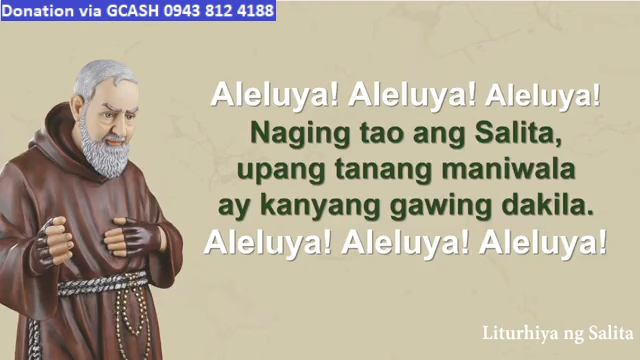 Donation via GCASH 0943 812 4188
Aleluya! Aleluya! Aleluya!
Naging tao ang Salita,
upang tanang maniwala
ay kanyang gawing dakila.
Aleluya! Aleluya! Aleluya!
Liturhiya ng Salita